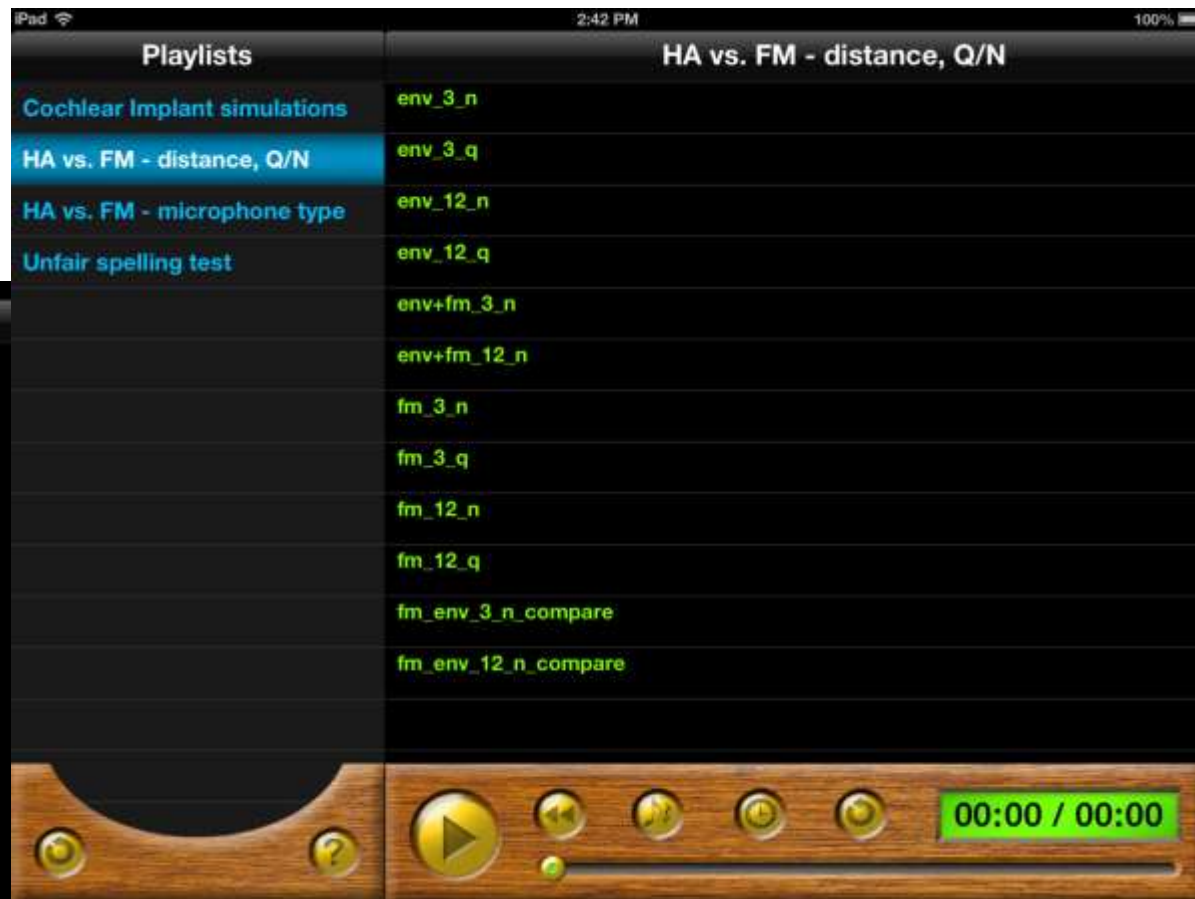 iPad 2:42 PM 100%
Playlists
HA vs. FM - distance, Q/N
Cochlear Implant simulations
HA vs. FM - distance, Q/N
HA vs. FM - microphone type
Unfair spelling test
env_3_n
env_3_q
env_12_n
env_12_q
env+fm_3_n
env+fm_12_n
fm_3_n
fm_3_q
fm_12_n
fm_12_q
fm_env_3_n_compare
fm_env_12_n_compare
?
00:00 / 00:00